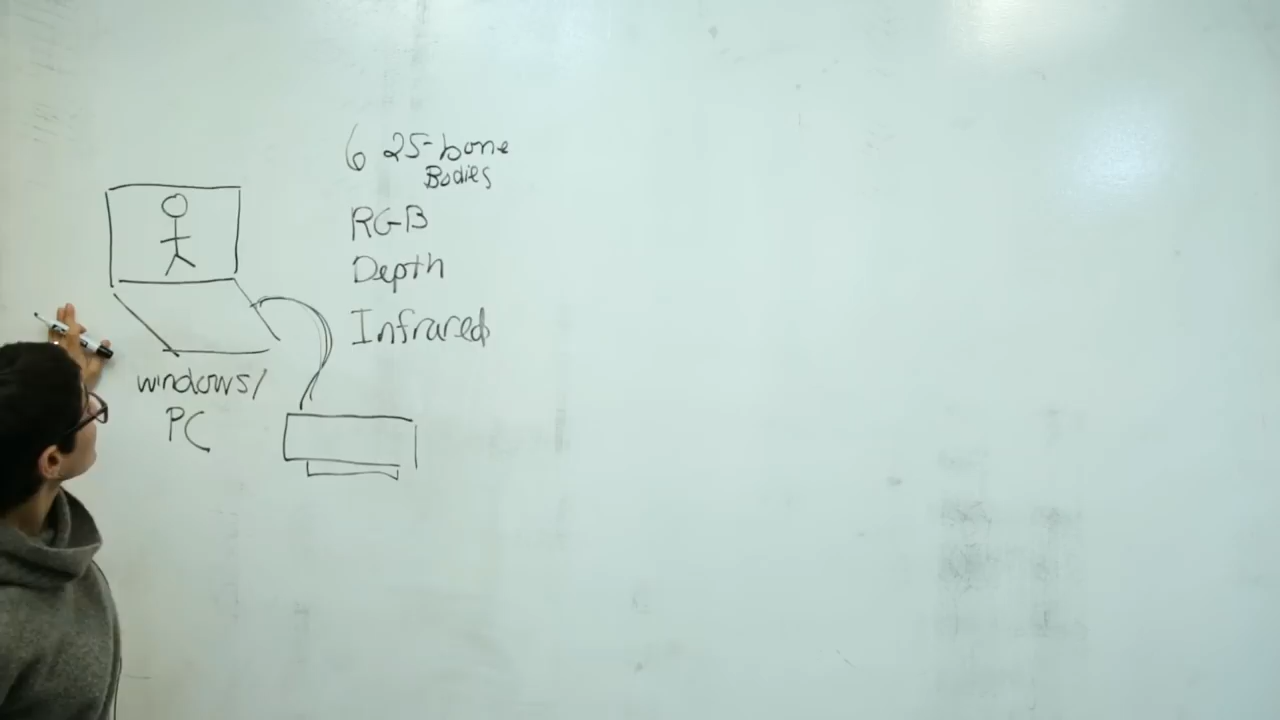 6 25-bone
Bodies
RGB
Depth
Infrared
windows/
PC